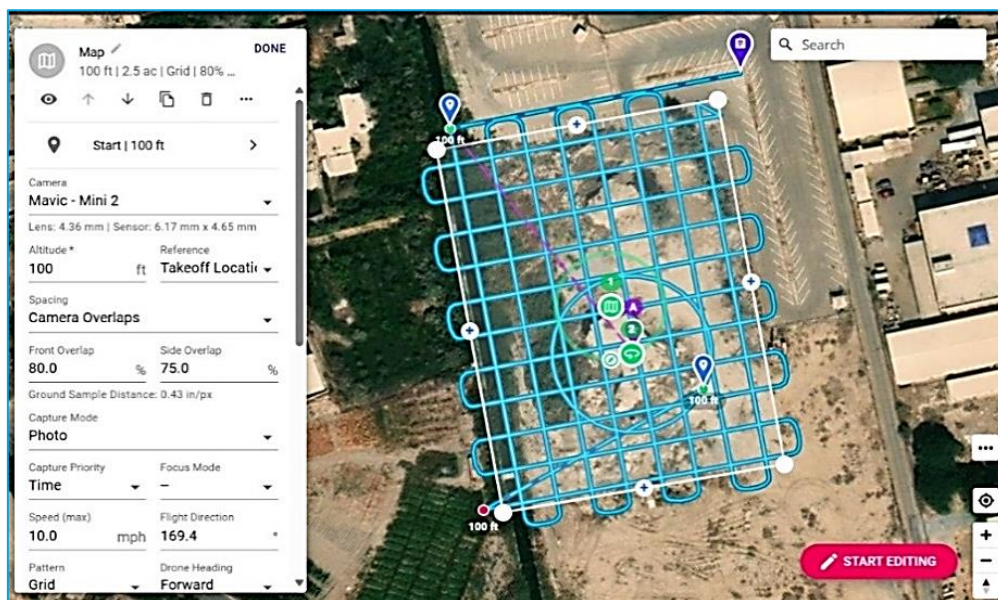 Map
DONE
100 ft | 2.5 ac | Grid | 80% ...
Start | 100 ft
Camera
Mavic - Mini 2
Lens: 4.36 mm | Sensor: 6.17 mm x 4.65 mm
Altitude * Reference
100 ft Takeoff Locati
Spacing
Camera Overlaps
Front Overlap Side Overlap
80.0 % 75.0 %
Ground Sample Distance: 0.43 in/px
Capture Mode
Photo
Capture Priority Focus Mode
Time –
Speed (max) Flight Direction
10.0 mph 169.4 °
Pattern Drone Heading
Grid Forward
Search
100 ft
1
A
2
100 ft
100 ft
START EDITING